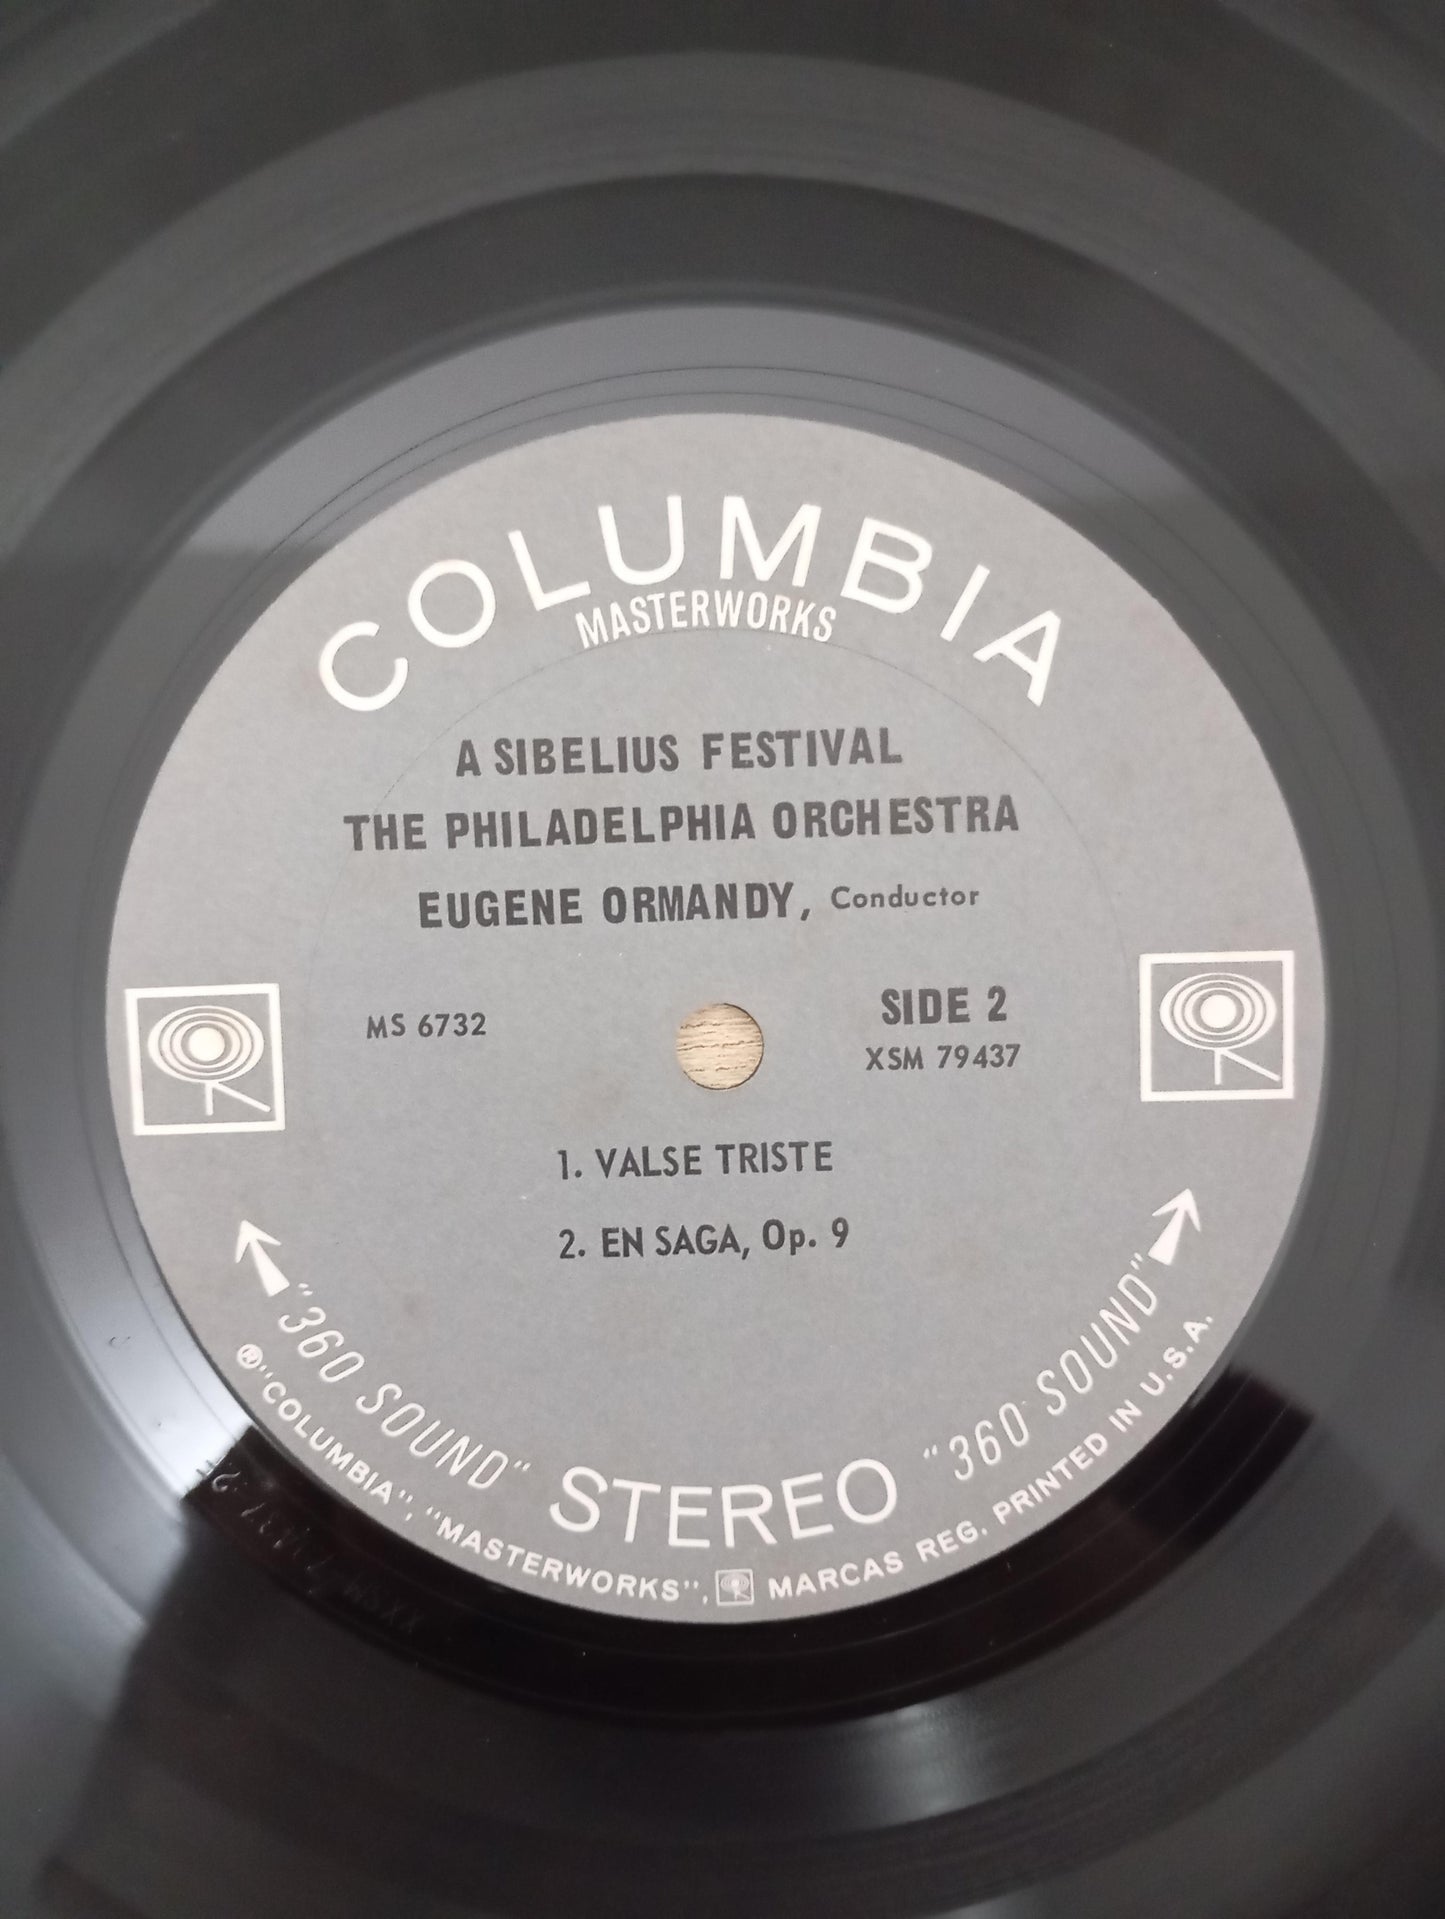 COLUMBIA
MASTERWORKS
A SIBELIUS FESTIVAL
THE PHILADELPHIA ORCHESTRA
EUGENE ORMANDY, Conductor
MS 6732
SIDE 2
XSM 79437
1. VALSE TRISTE
2. EN SAGA, Op. 9
"360 SOUND" STEREO "360 SOUND"
®"COLUMBIA", "MASTERWORKS", MARCAS REG. PRINTED IN U.S.A.